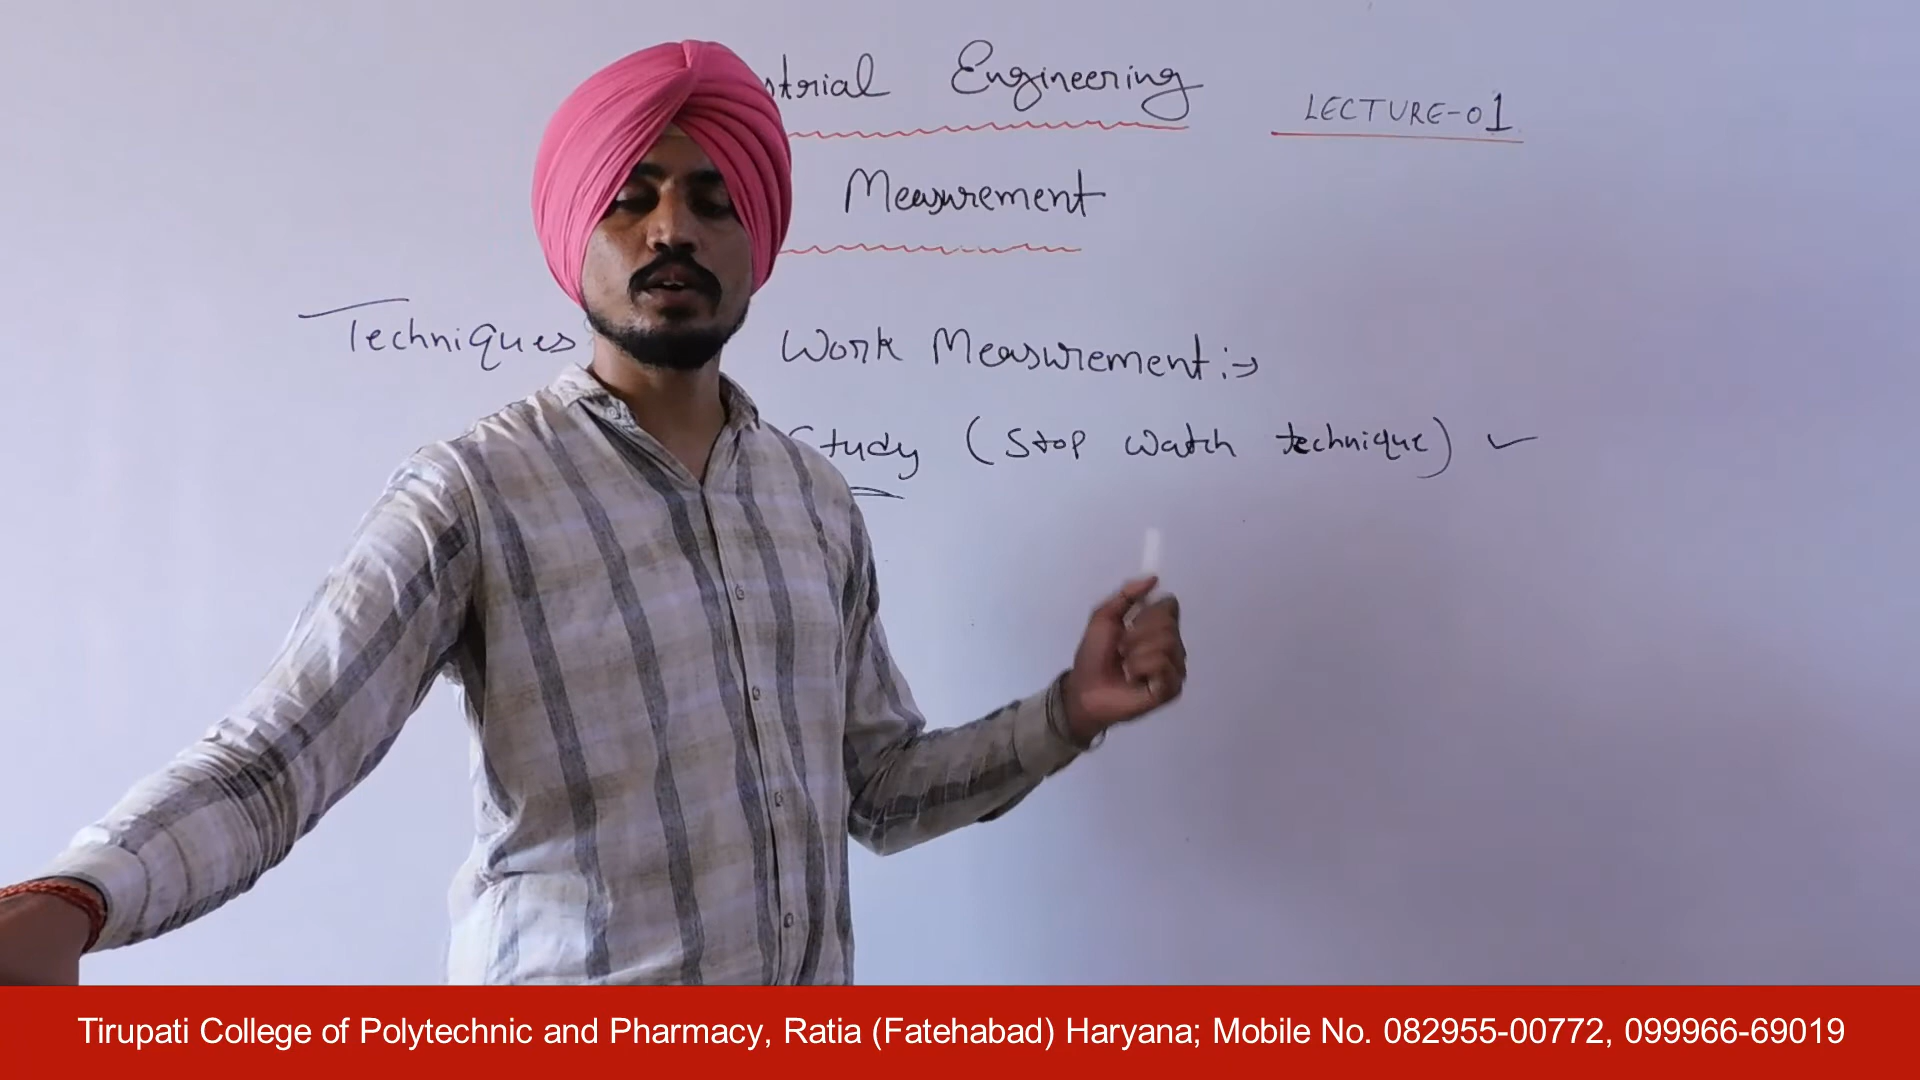 strial Engineering
LECTURE-01
Measurement
Techniques Work Measurement:->
Study (Stop Watch technique) ✓
Tirupati College of Polytechnic and Pharmacy, Ratia (Fatehabad) Haryana; Mobile No. 082955-00772, 099966-69019